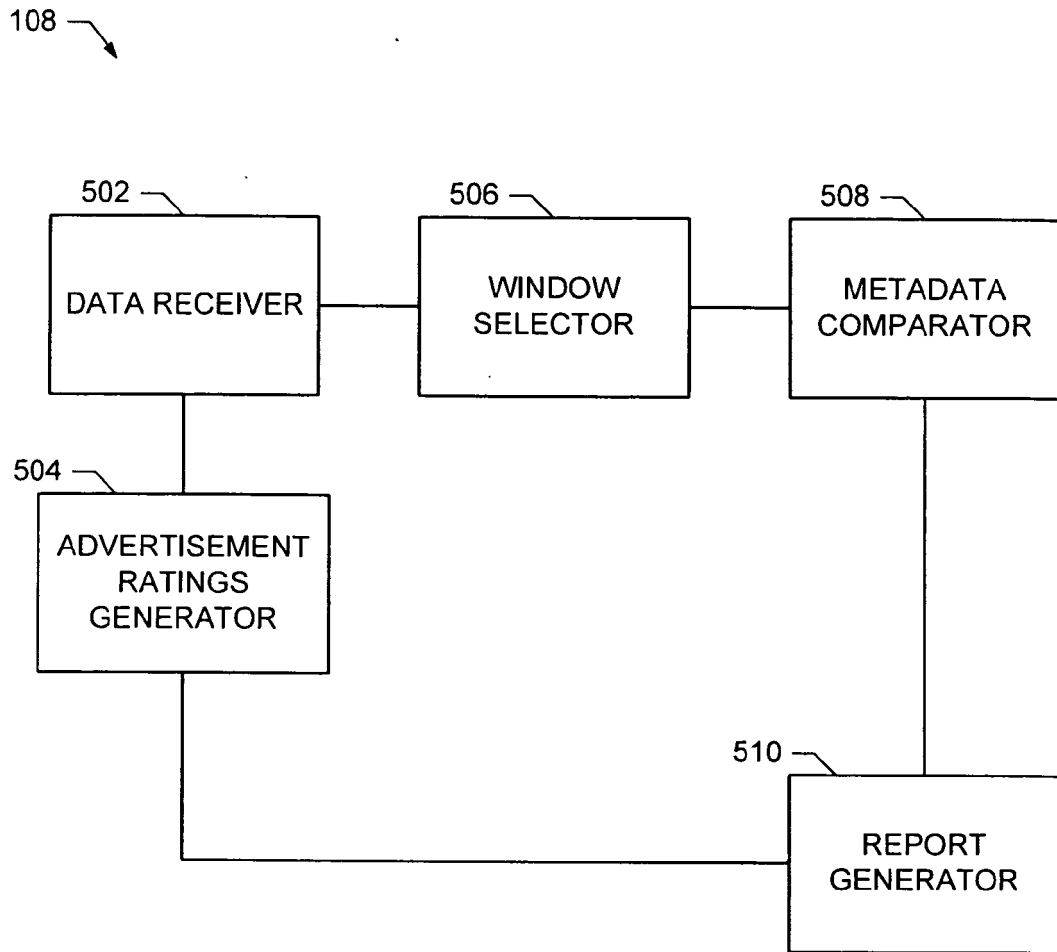 108
502
DATA RECEIVER
506
WINDOW
SELECTOR
508
METADATA
COMPARATOR
504
ADVERTISEMENT
RATINGS
GENERATOR
510
REPORT
GENERATOR